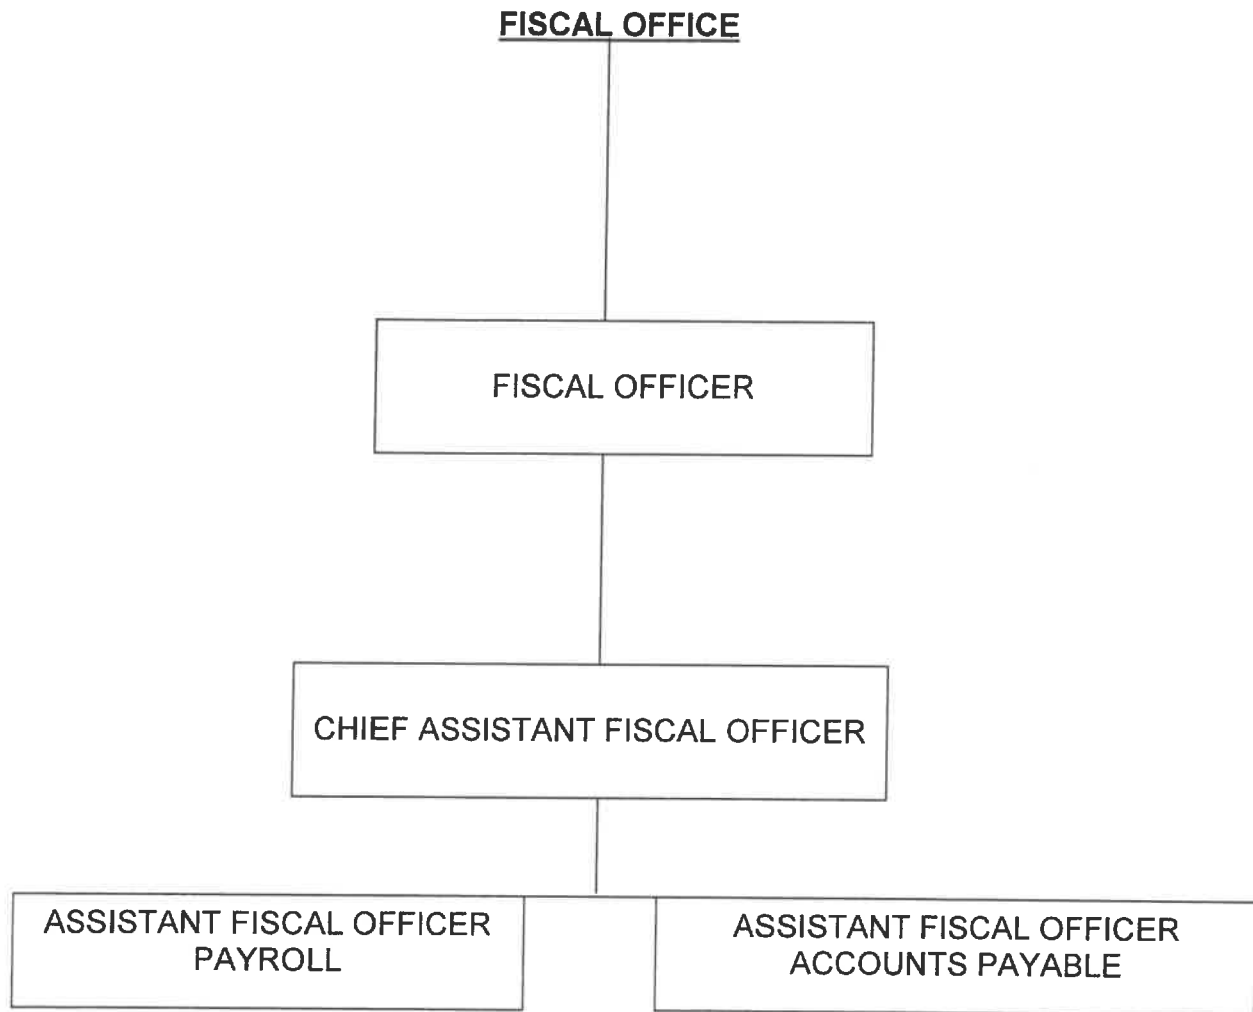 FISCAL OFFICE
FISCAL OFFICER
CHIEF ASSISTANT FISCAL OFFICER
ASSISTANT FISCAL OFFICER
PAYROLL
ASSISTANT FISCAL OFFICER
ACCOUNTS PAYABLE